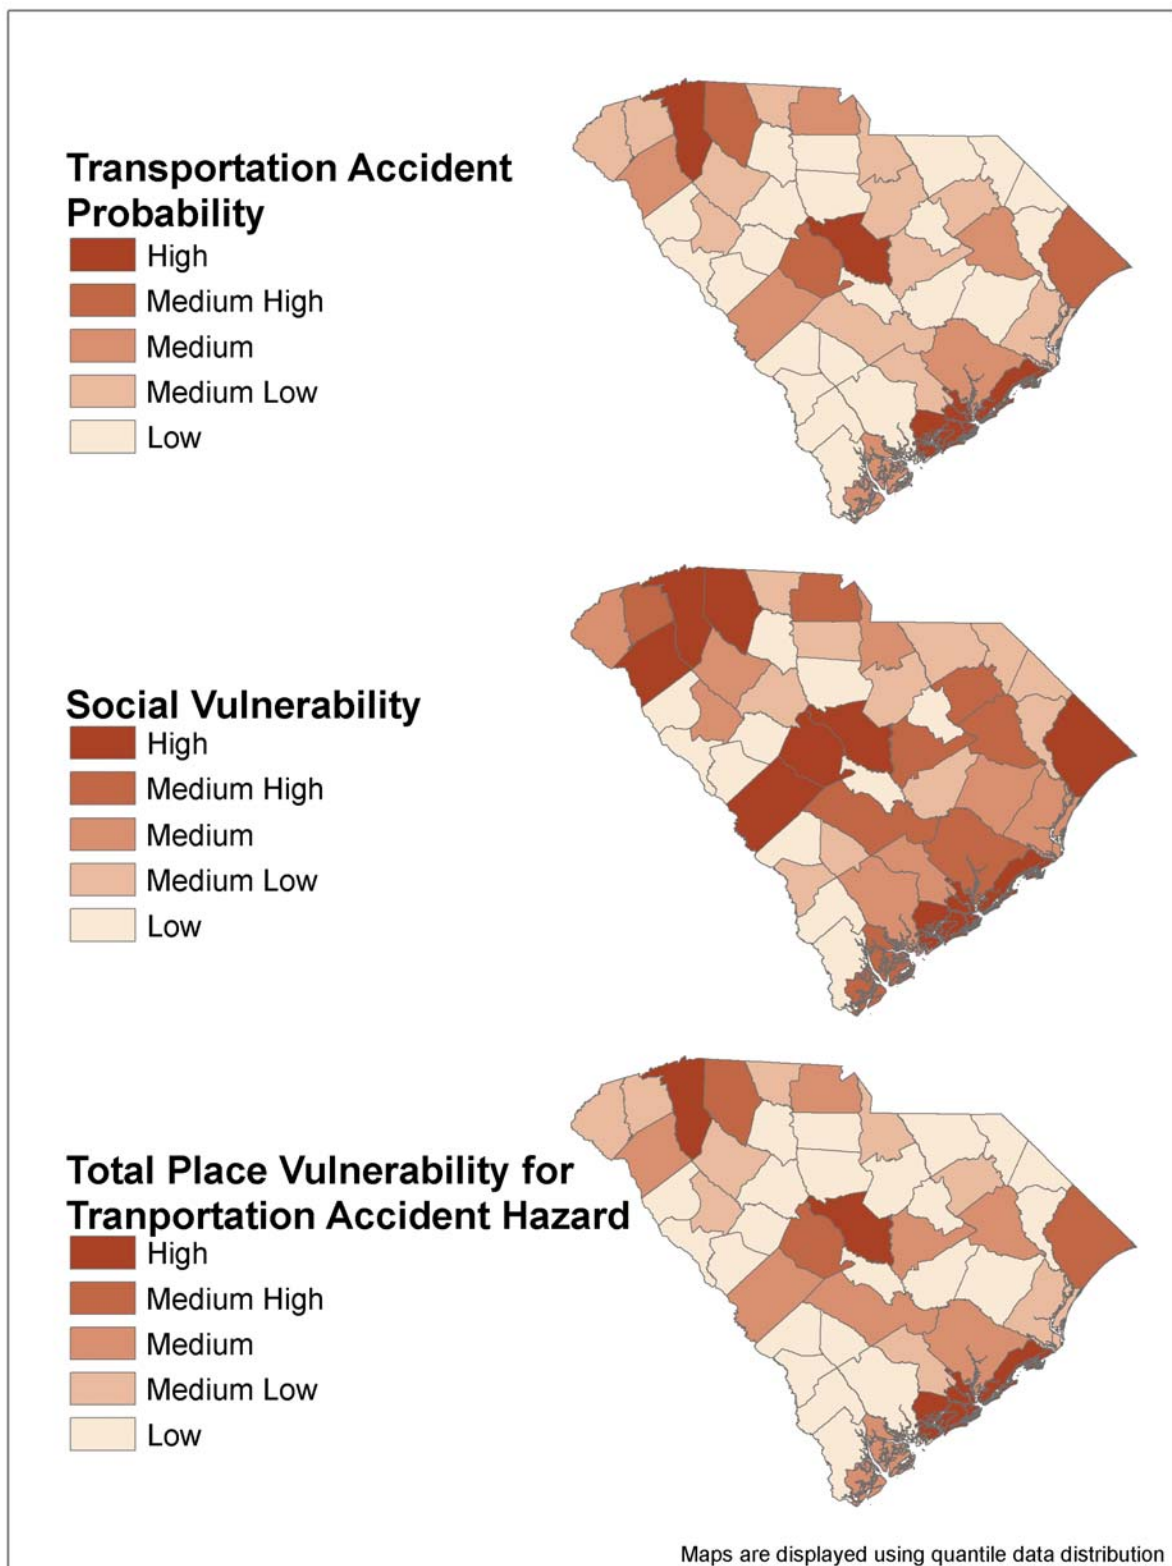 Transportation Accident
Probability
High
Medium High
Medium
Medium Low
Low
Social Vulnerability
High
Medium High
Medium
Medium Low
Low
Total Place Vulnerability for
Tranportation Accident Hazard
High
Medium High
Medium
Medium Low
Low
Maps are displayed using quantile data distribution